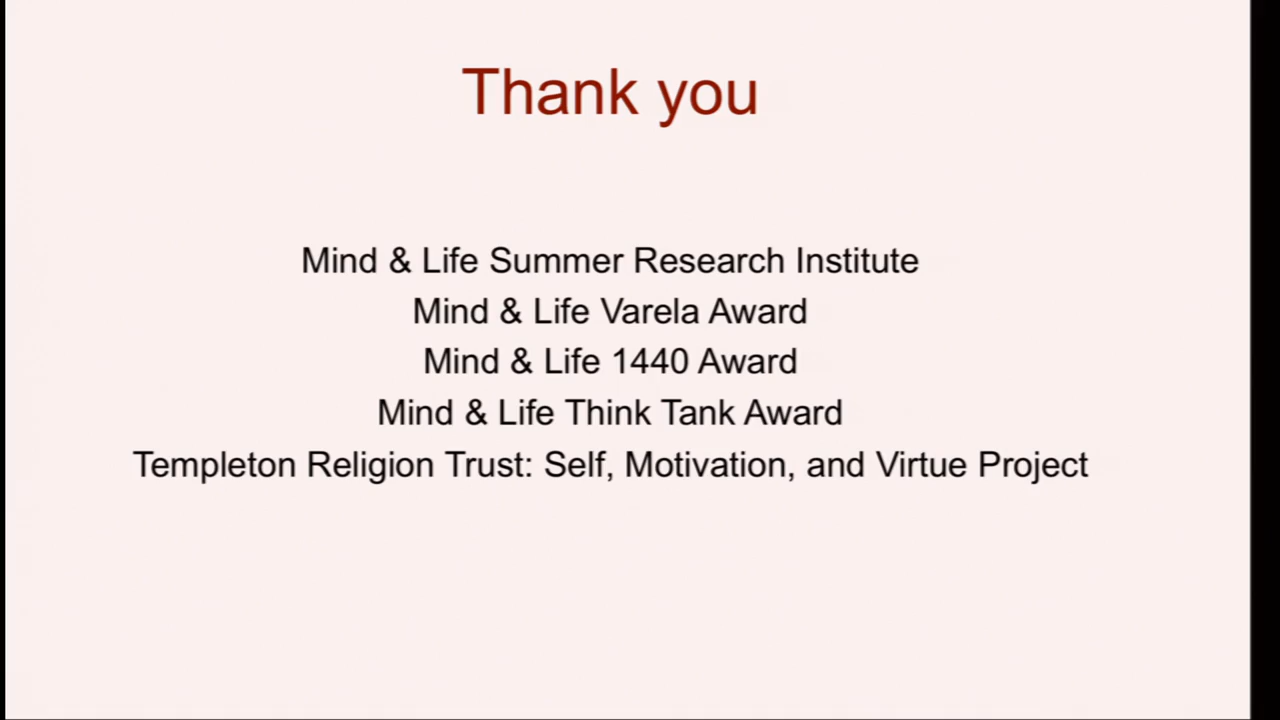 Thank you
Mind & Life Summer Research Institute
Mind & Life Varela Award
Mind & Life 1440 Award
Mind & Life Think Tank Award
Templeton Religion Trust: Self, Motivation, and Virtue Project